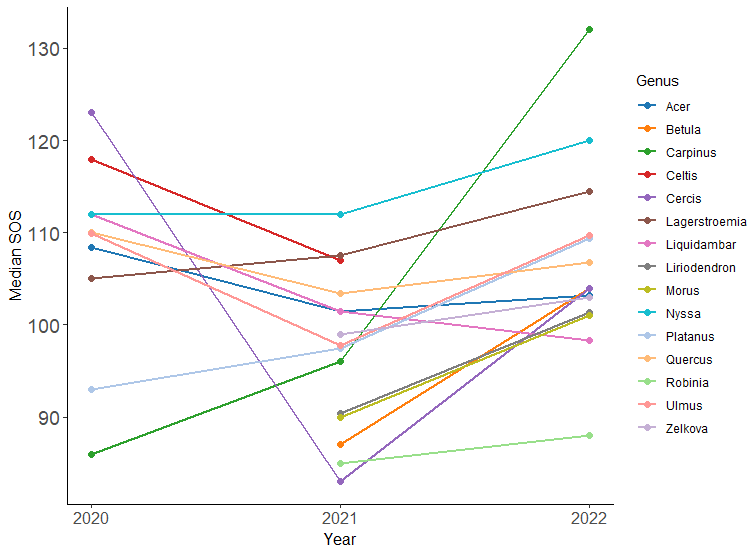 130
120
110
100
90
Median SOS
2020
2021
2022
Year
Genus
Acer
Betula
Carpinus
Celtis
Cercis
Lagerstroemia
Liquidambar
Liriodendron
Morus
Nyssa
Platanus
Quercus
Robinia
Ulmus
Zelkova